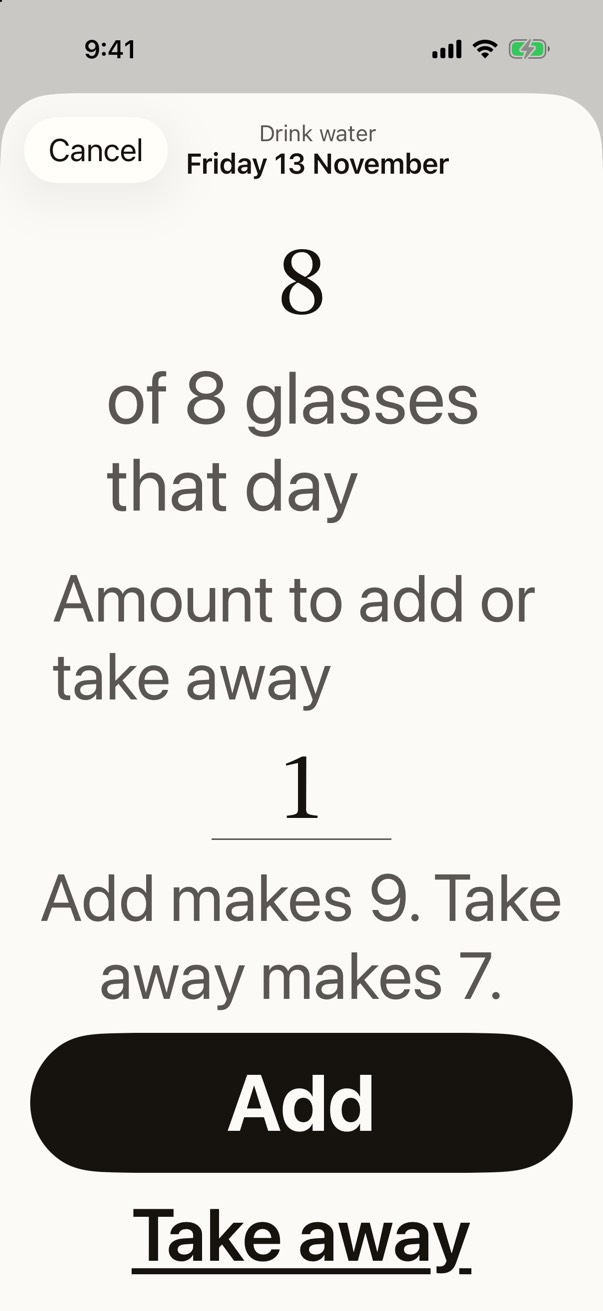 9:41
Cancel
Drink water
Friday 13 November
8
of 8 glasses
that day
Amount to add or
take away
1
Add makes 9. Take
away makes 7.
Add
Take away